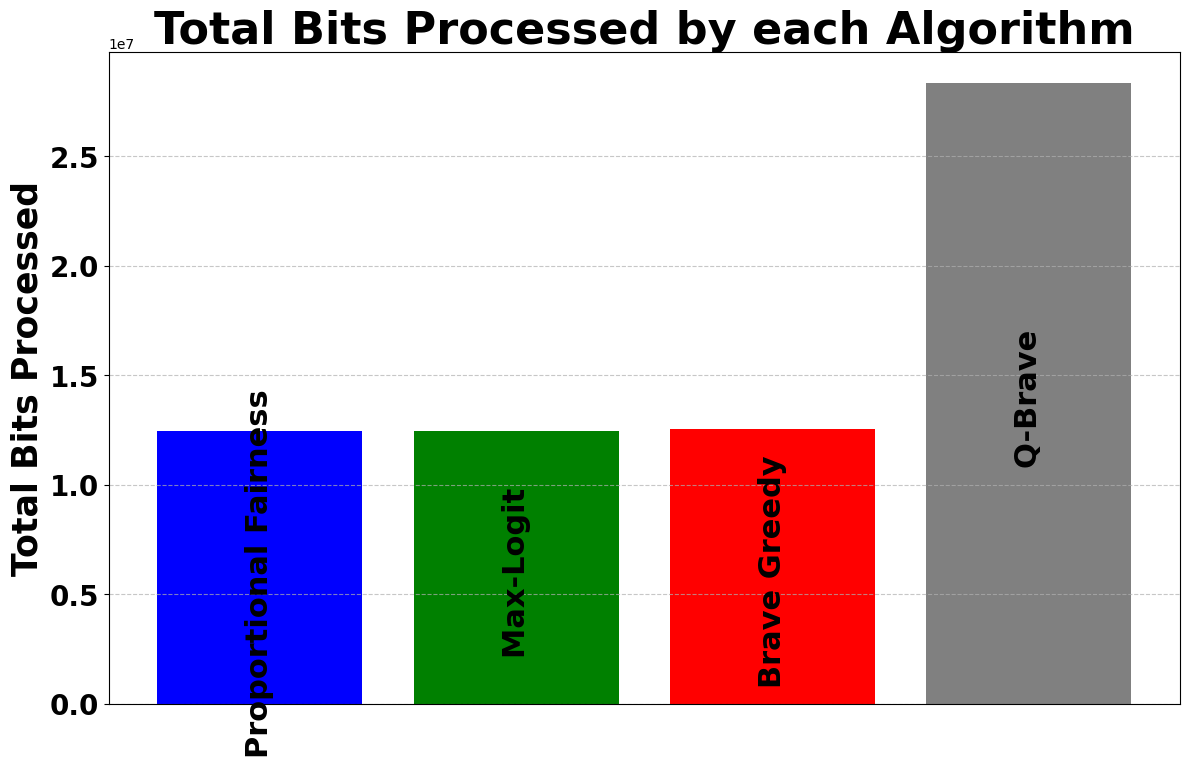 Total Bits Processed by each Algorithm
1e7
Total Bits Processed
2.5
2.0
1.5
1.0
0.5
0.0
Proportional Fairness
Max-Logit
Brave Greedy
Q-Brave